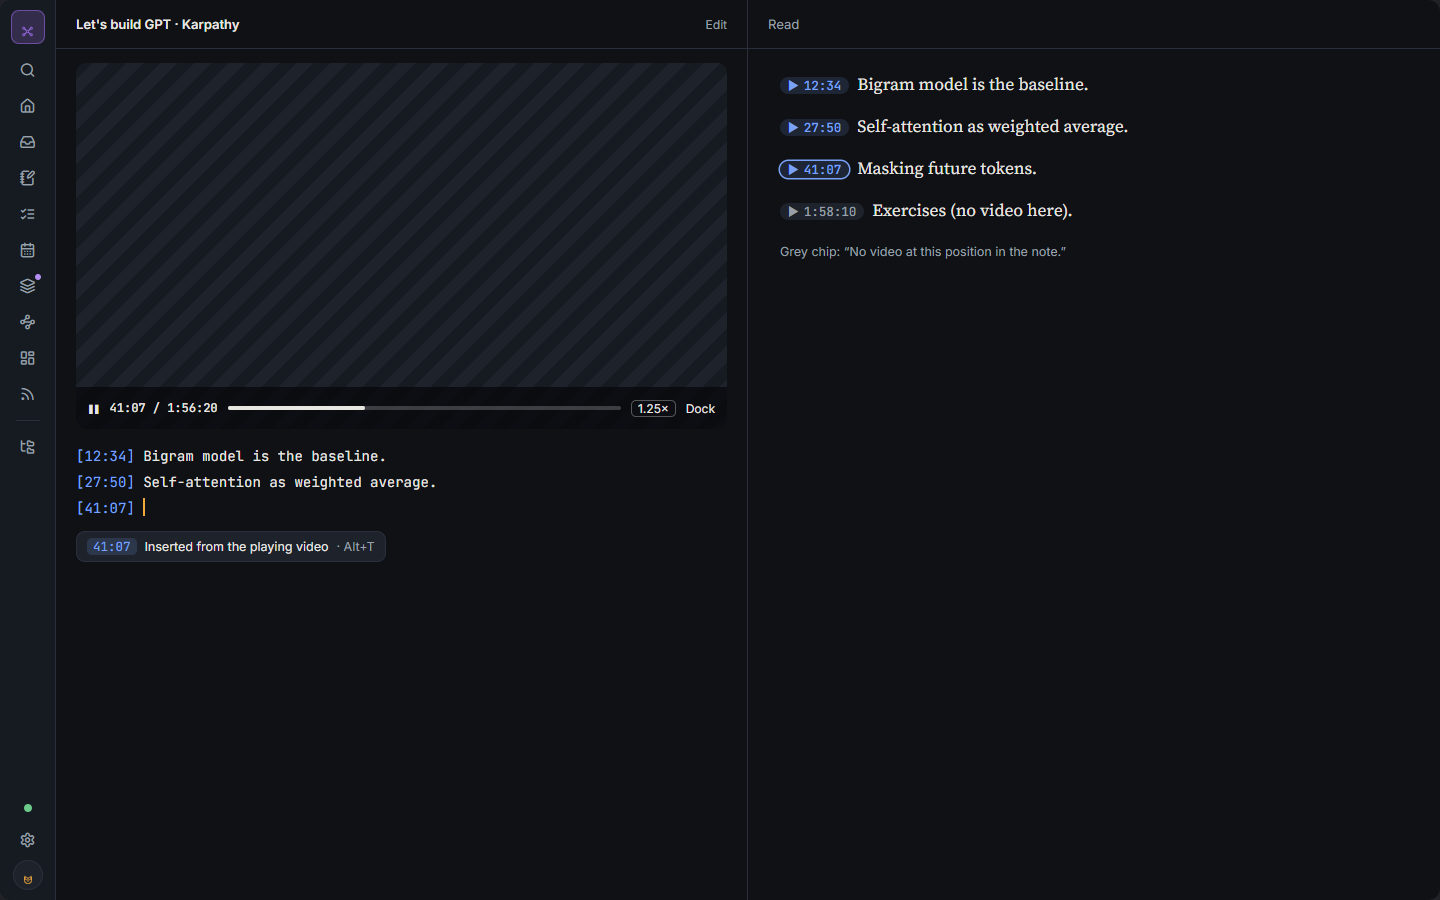 Let's build GPT · Karpathy
Edit
41:07 / 1:56:20
1.25×
Dock
[12:34] Bigram model is the baseline.
[27:50] Self-attention as weighted average.
[41:07]
41:07 Inserted from the playing video · Alt+T
Read
12:34 Bigram model is the baseline.
27:50 Self-attention as weighted average.
41:07 Masking future tokens.
1:58:10 Exercises (no video here).
Grey chip: “No video at this position in the note.”